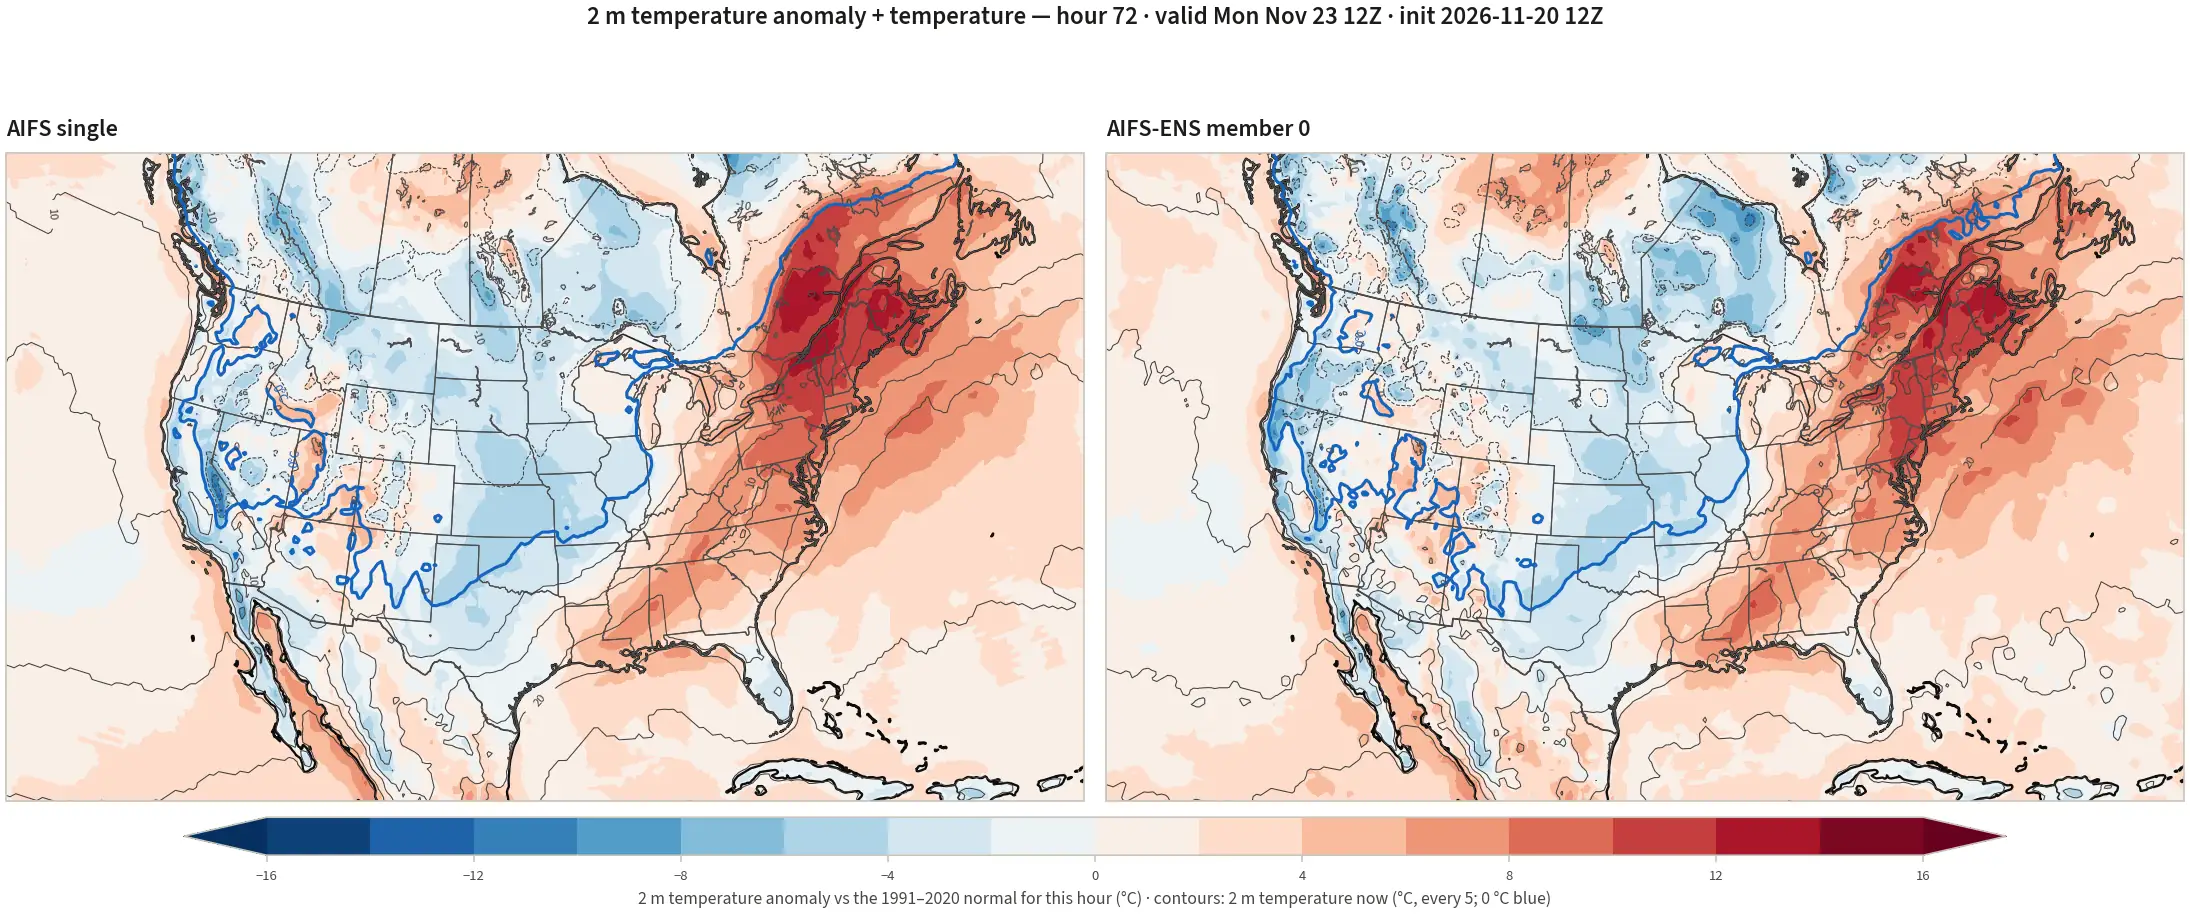 2 m temperature anomaly + temperature — hour 72 · valid Mon Nov 23 12Z · init 2026-11-20 12Z
AIFS single
AIFS-ENS member 0
−16 −12 −8 −4 0 4 8 12 16
2 m temperature anomaly vs the 1991–2020 normal for this hour (°C) · contours: 2 m temperature now (°C, every 5; 0 °C blue)